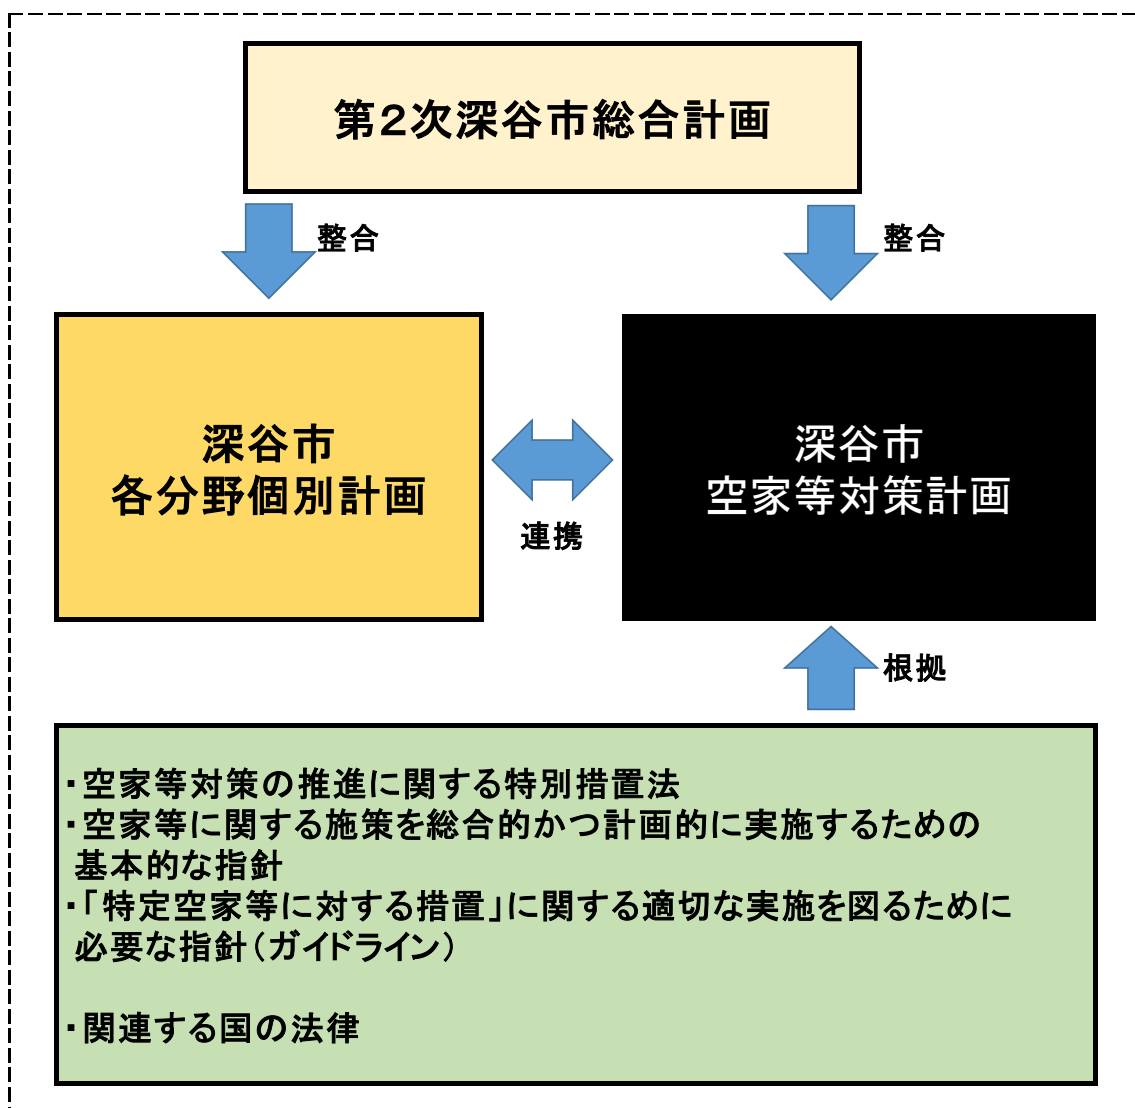 第２次深谷市総合計画
整合
整合
深谷市
各分野個別計画
連携
深谷市
空家等対策計画
根拠
・空家等対策の推進に関する特別措置法
・空家等に関する施策を総合的かつ計画的に実施するための
基本的な指針
・「特定空家等に対する措置」に関する適切な実施を図るために
必要な指針（ガイドライン）
・関連する国の法律